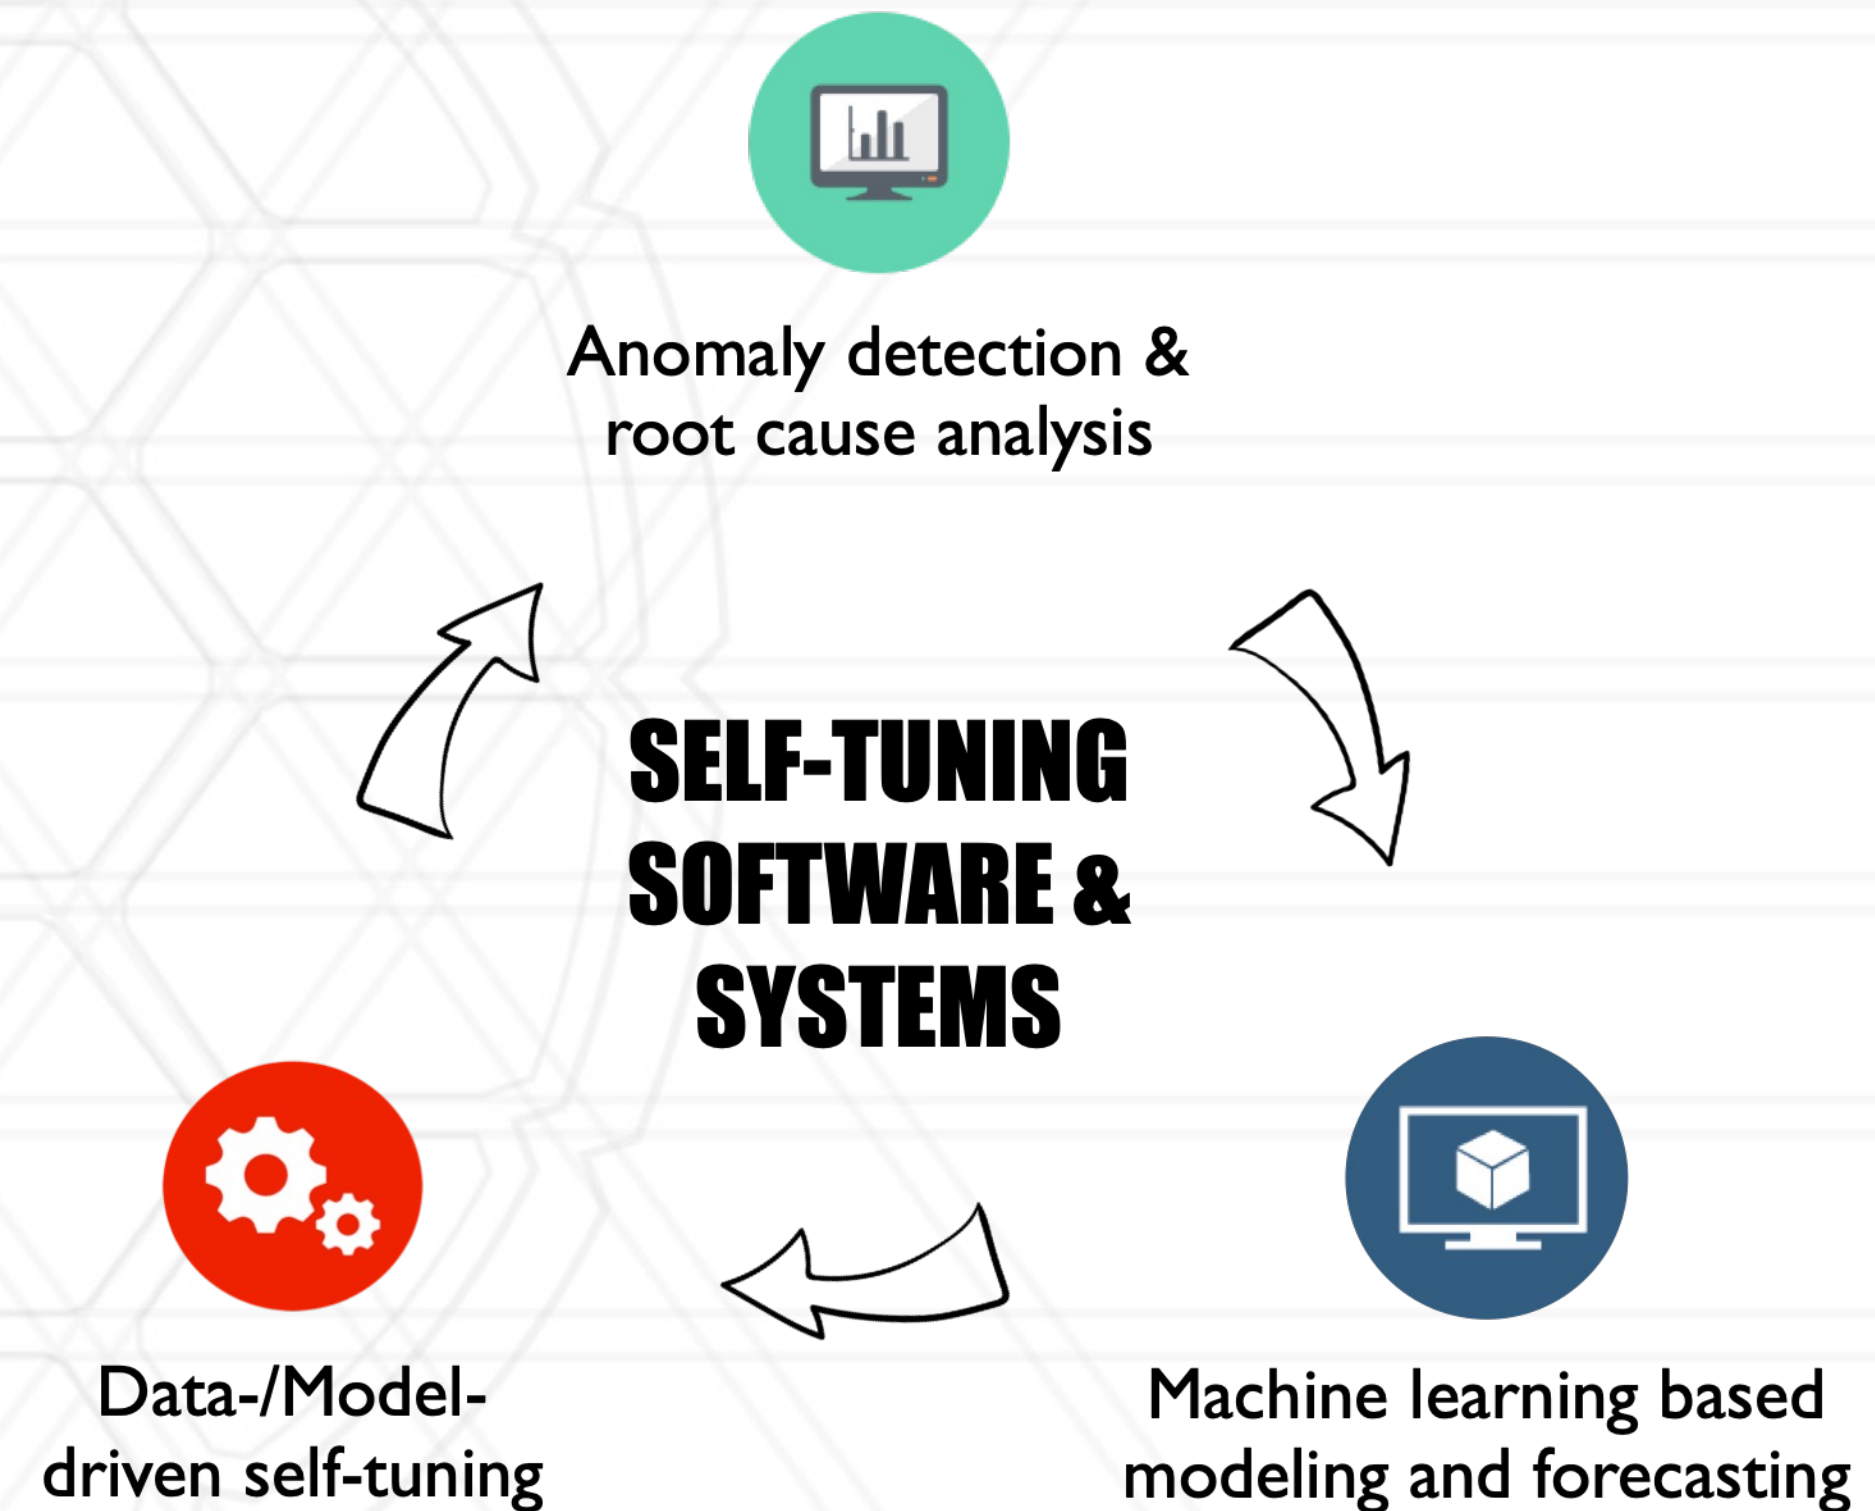 Anomaly detection &
root cause analysis
SELF-TUNING
SOFTWARE &
SYSTEMS
Data-/Model-
driven self-tuning
Machine learning based
modeling and forecasting